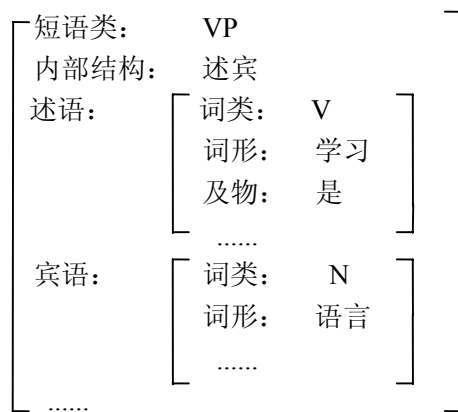 短语类： VP
内部结构： 述宾
述语： 词类： V
词形： 学习
及物： 是
......
宾语： 词类： N
词形： 语言
......
......